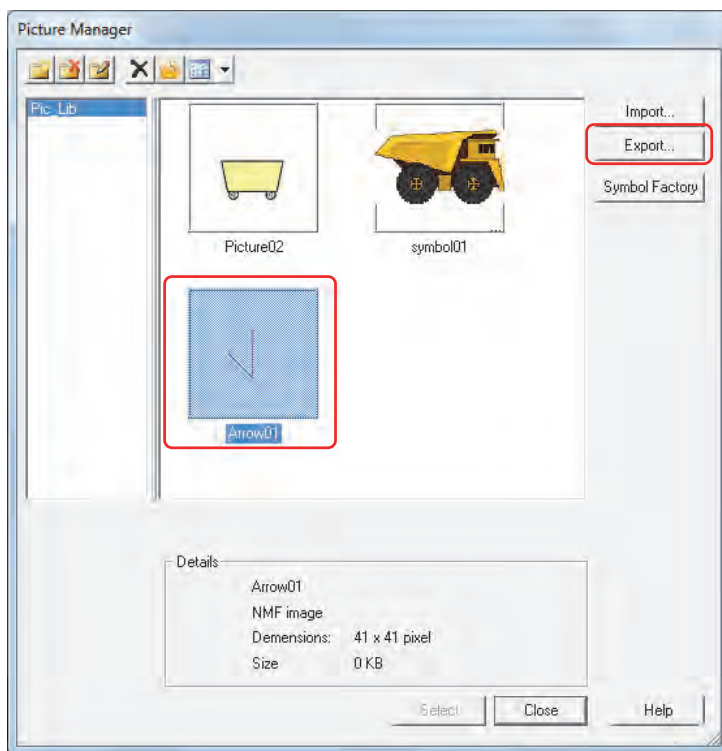 Picture Manager
Pic_Lib
Picture02
symbol01
Arrow01
Import...
Export...
Symbol Factory
Details
Arrow01
NMF image
Demensions: 41 x 41 pixel
Size 0 KB
Select
Close
Help